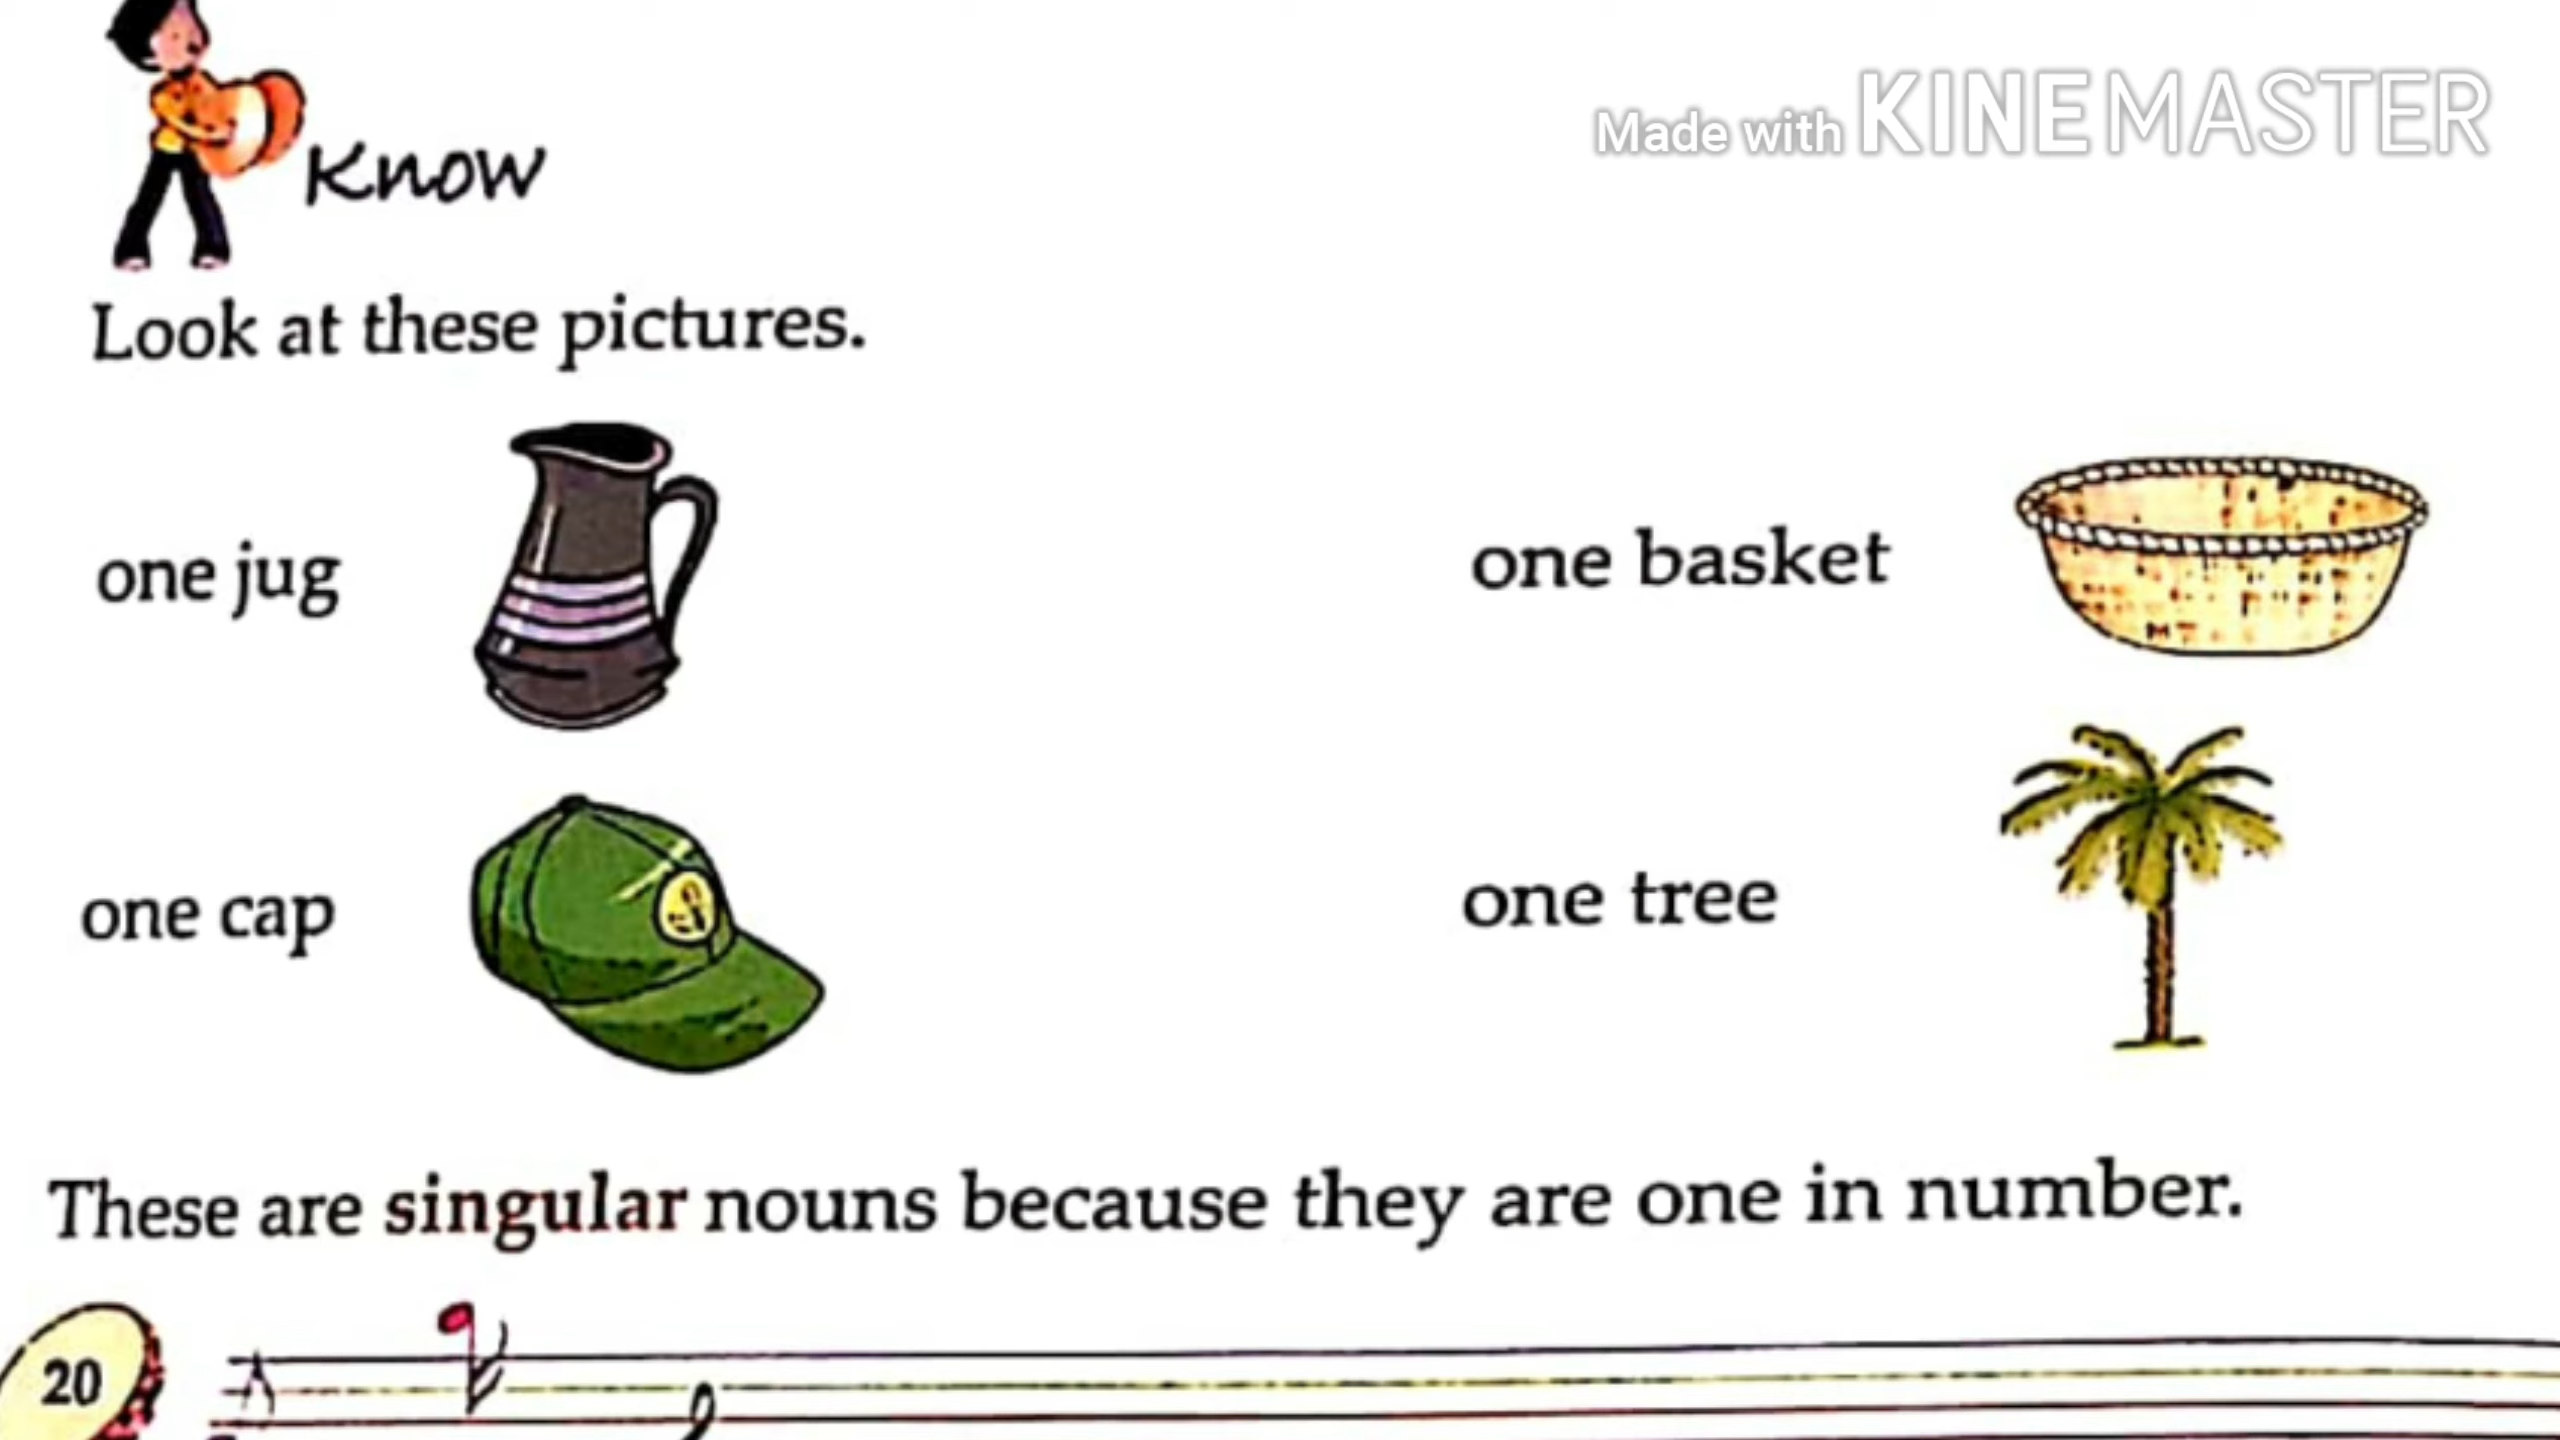 Made with KINEMASTER
Know
Look at these pictures.
one jug
one basket
one cap
one tree
These are singular nouns because they are one in number.
20